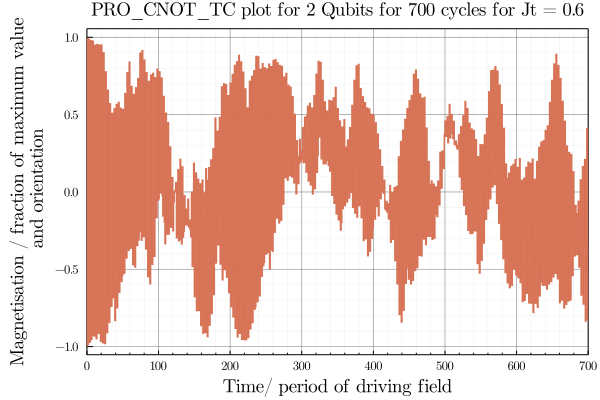 PRO_CNOT_TC plot for 2 Qubits for 700 cycles for Jt = 0.6
Magnetisation / fraction of maximum value
and orientation
1.0
0.5
0.0
−0.5
−1.0
0 100 200 300 400 500 600 700
Time/ period of driving field